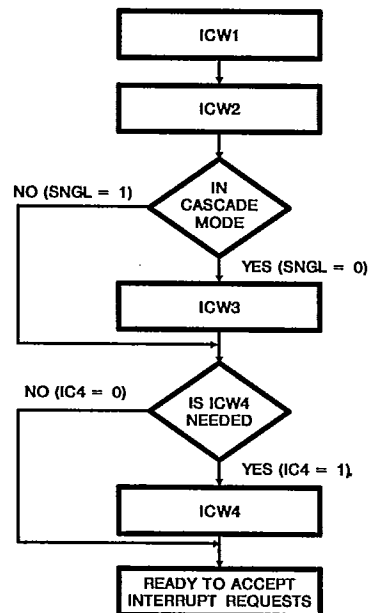 ICW1
ICW2
IN
CASCADE
MODE
NO (SNGL = 1)
YES (SNGL = 0)
ICW3
NO (IC4 = 0)
IS ICW4
NEEDED
YES (IC4 = 1).
ICW4
READY TO ACCEPT
INTERRUPT REQUESTS